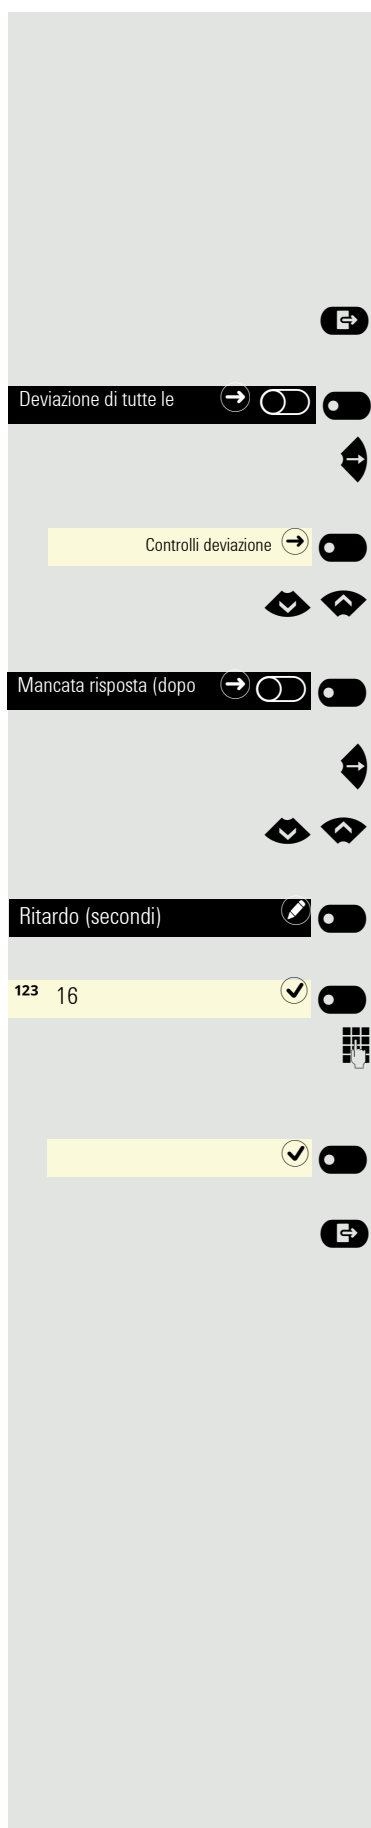 Deviazione di tutte le
Controlli deviazione
Mancata risposta (dopo
Ritardo (secondi)
123 16